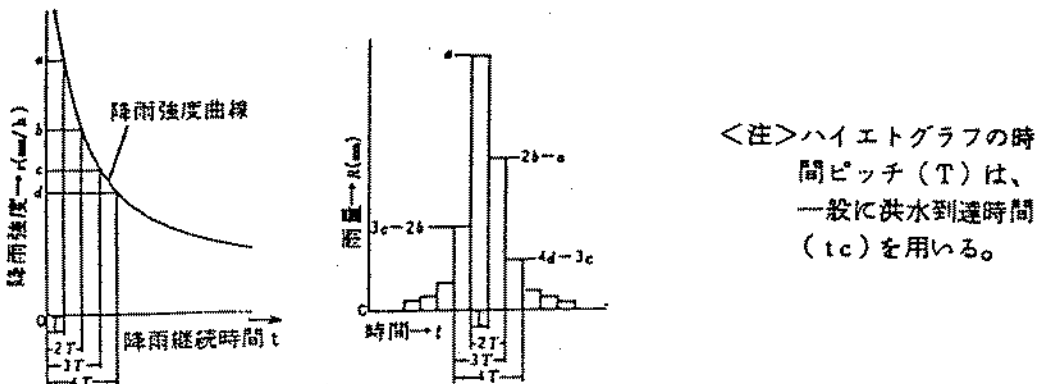 降雨強度→r(mm/h)
a
b
c
d
0
降雨強度曲線
T
2T
3T
4T
降雨継続時間 t
雨量→R(mm)
a
2b-a
3c-2b
4d-3c
0
時間→t
T
2T
3T
4T
<注>ハイエトグラフの時
間ピッチ(T)は、
一般に洪水到達時間
(tc)を用いる。